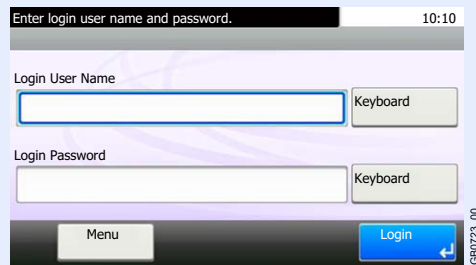 Enter login user name and password. 10:10
Login User Name
Keyboard
Login Password
Keyboard
Menu Login
GB0723_00